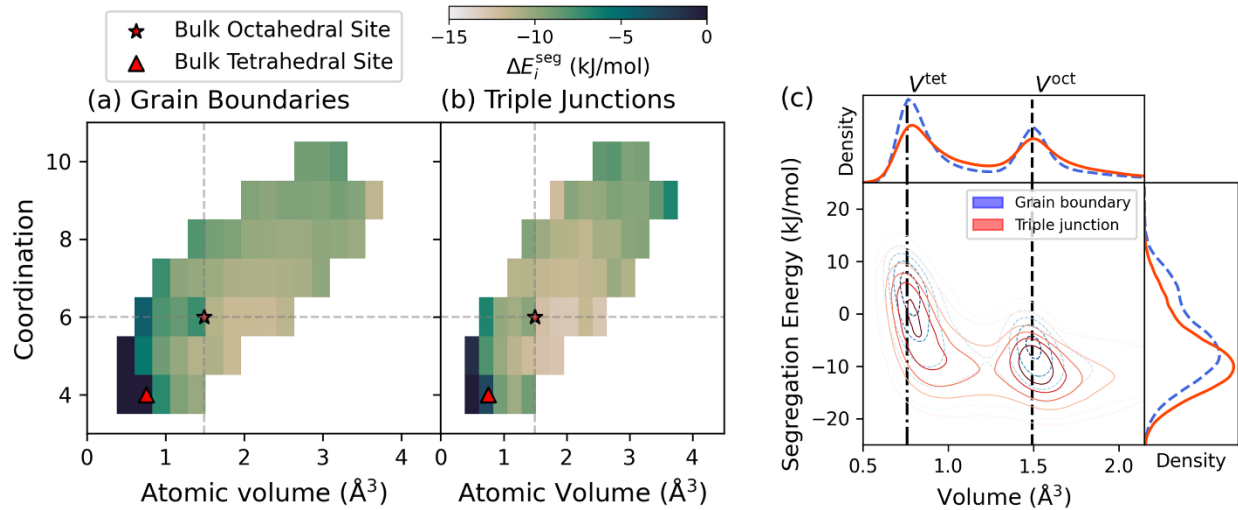 Bulk Octahedral Site
Bulk Tetrahedral Site
−15 −10 −5 0
ΔE_i^seg (kJ/mol)
(a) Grain Boundaries
(b) Triple Junctions
Coordination
10
8
6
4
0 1 2 3 4
0 1 2 3 4
Atomic volume (Å³)
Atomic Volume (Å³)
(c)
V^tet
V^oct
Density
Grain boundary
Triple junction
Segregation Energy (kJ/mol)
20
10
0
−10
−20
0.5 1.0 1.5 2.0
Volume (Å³)
Density